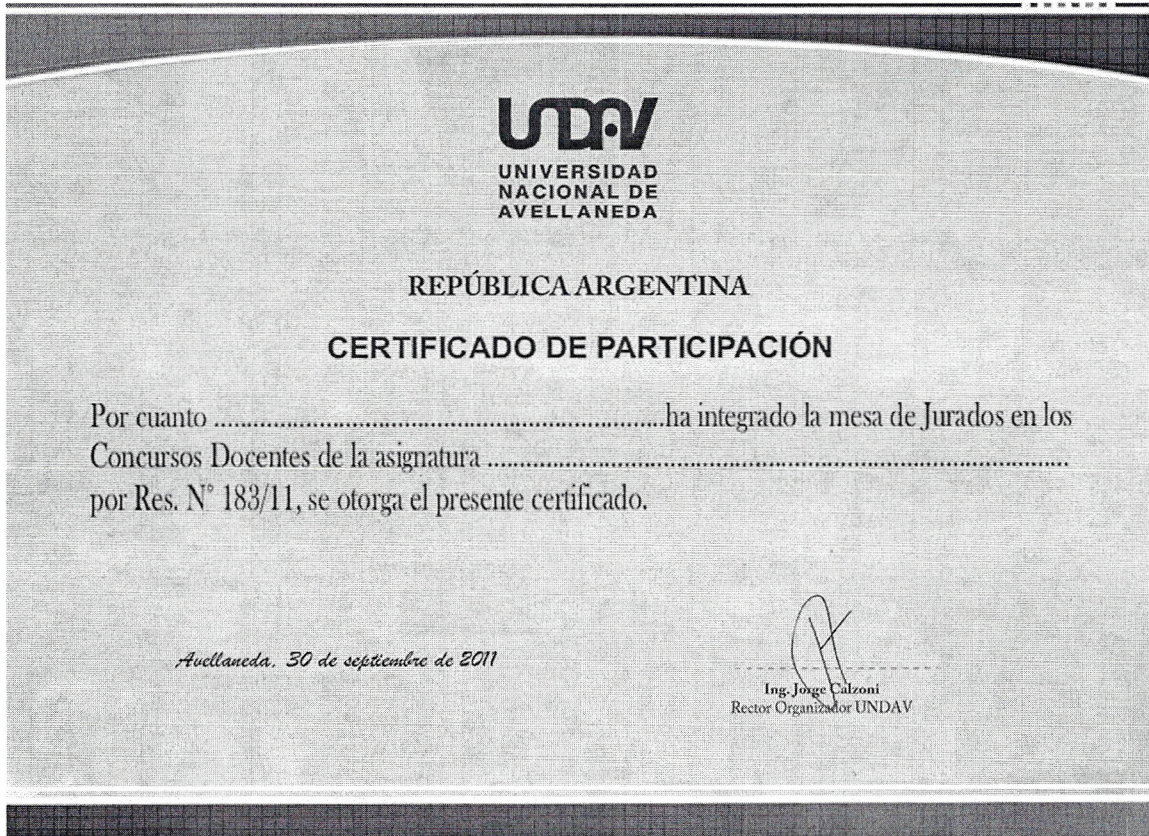 UNDAV
UNIVERSIDAD
NACIONAL DE
AVELLANEDA
REPÚBLICA ARGENTINA
CERTIFICADO DE PARTICIPACIÓN
Por cuanto ........................................................................ha integrado la mesa de Jurados en los
Concursos Docentes de la asignatura .............................................................................................
por Res. N° 183/11, se otorga el presente certificado.
Avellaneda, 30 de septiembre de 2011
Ing. Jorge Calzoni
Rector Organizador UNDAV